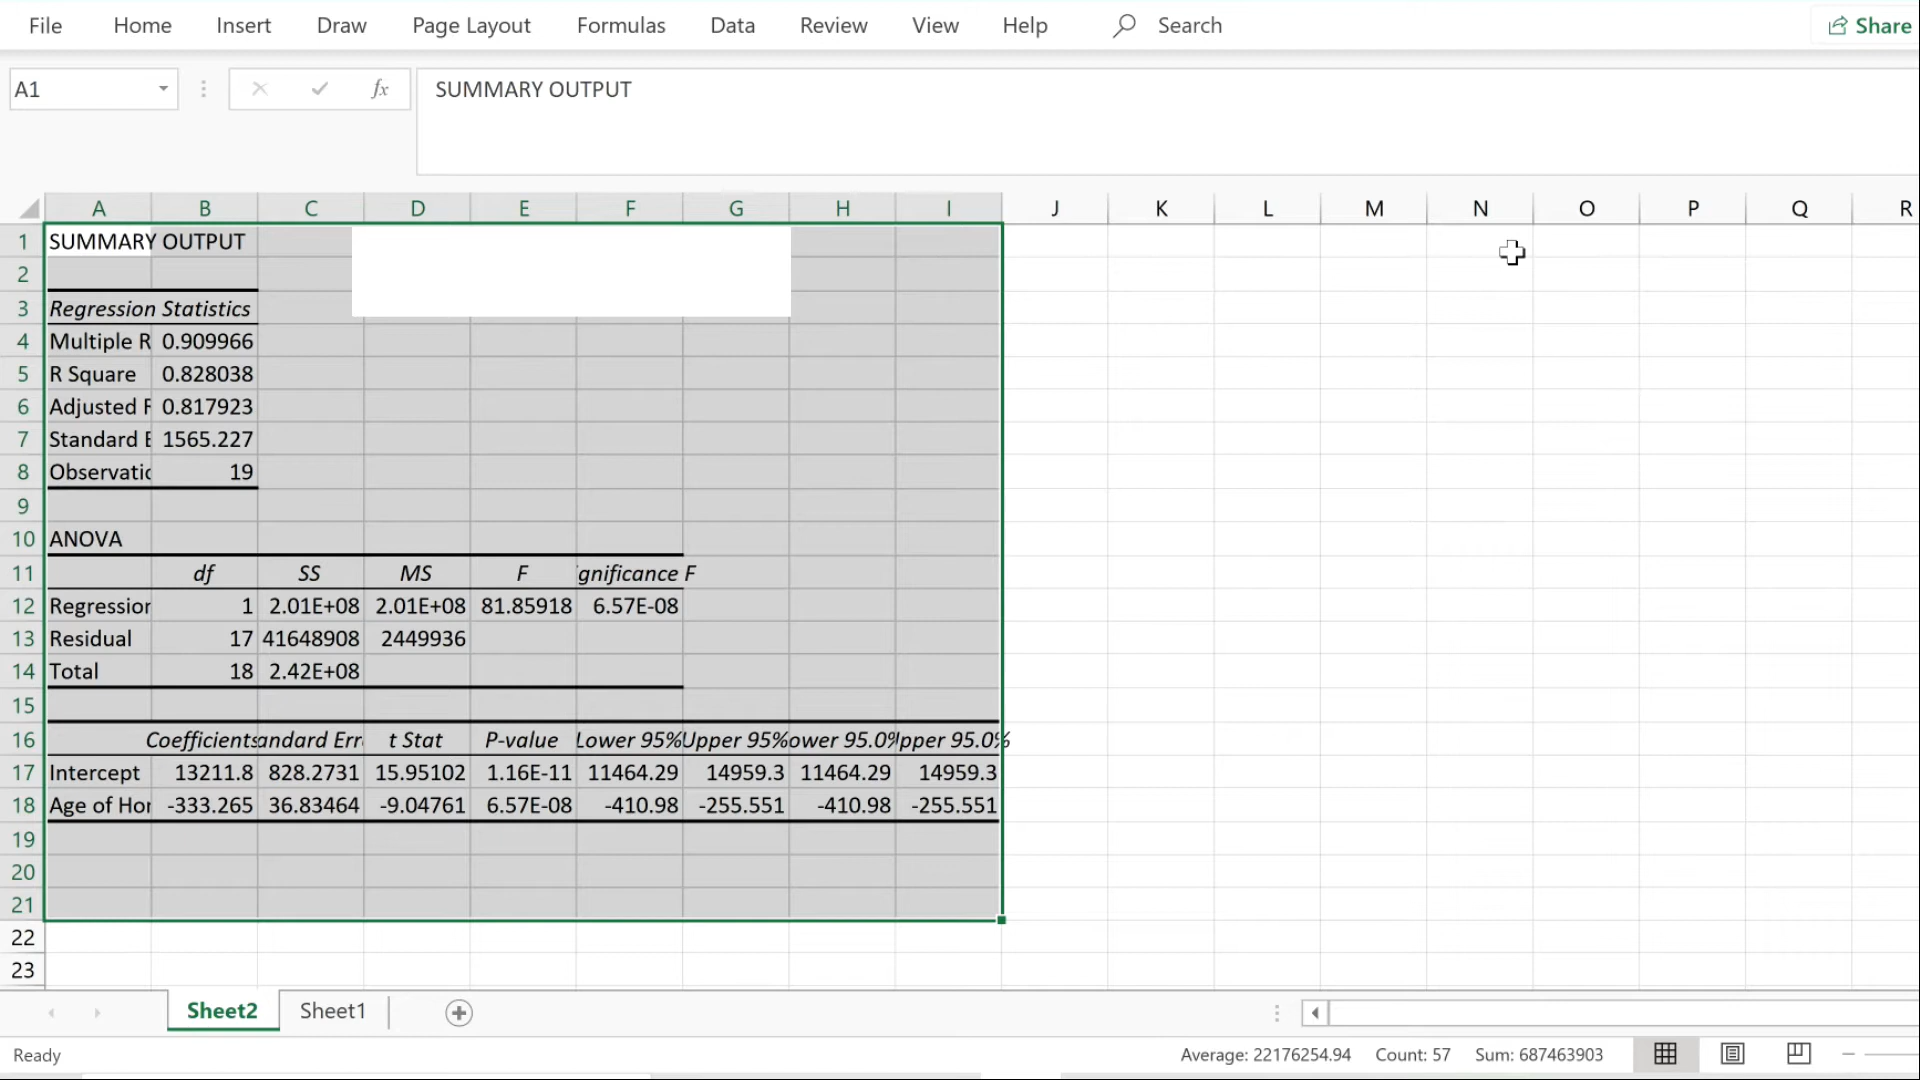 File Home Insert Draw Page Layout Formulas Data Review View Help Search Share
A1 fx SUMMARY OUTPUT
A B C D E F G H I J K L M N O P Q R
1 SUMMARY OUTPUT
2
3 Regression Statistics
4 Multiple R 0.909966
5 R Square 0.828038
6 Adjusted R 0.817923
7 Standard E 1565.227
8 Observatic 19
9
10 ANOVA
11 df SS MS F gnificance F
12 Regression 1 2.01E+08 2.01E+08 81.85918 6.57E-08
13 Residual 17 41648908 2449936
14 Total 18 2.42E+08
15
16 Coefficients andard Err t Stat P-value Lower 95% Upper 95% ower 95.0% pper 95.0%
17 Intercept 13211.8 828.2731 15.95102 1.16E-11 11464.29 14959.3 11464.29 14959.3
18 Age of Hor -333.265 36.83464 -9.04761 6.57E-08 -410.98 -255.551 -410.98 -255.551
19
20
21
22
23
Sheet2 Sheet1
Ready Average: 22176254.94 Count: 57 Sum: 687463903